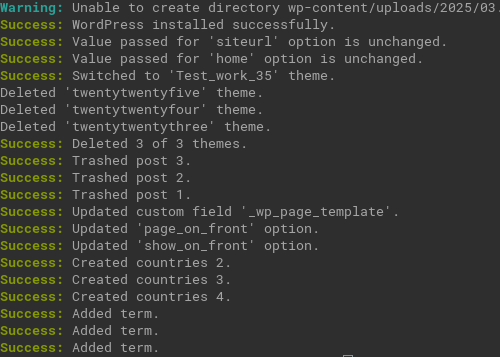 Warning: Unable to create directory wp-content/uploads/2025/03.
Success: WordPress installed successfully.
Success: Value passed for 'siteurl' option is unchanged.
Success: Value passed for 'home' option is unchanged.
Success: Switched to 'Test_work_35' theme.
Deleted 'twentytwentyfive' theme.
Deleted 'twentytwentyfour' theme.
Deleted 'twentytwentythree' theme.
Success: Deleted 3 of 3 themes.
Success: Trashed post 3.
Success: Trashed post 2.
Success: Trashed post 1.
Success: Updated custom field '_wp_page_template'.
Success: Updated 'page_on_front' option.
Success: Updated 'show_on_front' option.
Success: Created countries 2.
Success: Created countries 3.
Success: Created countries 4.
Success: Added term.
Success: Added term.
Success: Added term.